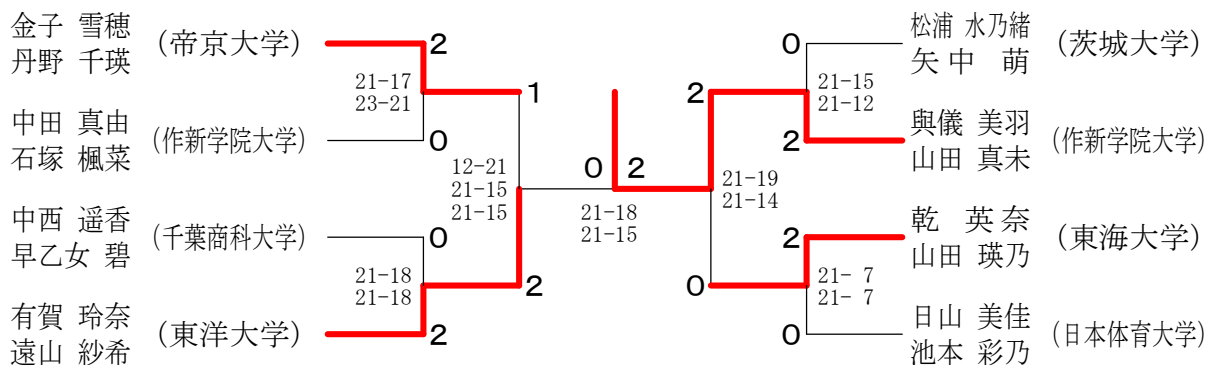 金子 雪穂
丹野 千瑛
(帝京大学)
2
21-17
23-21
中田 真由
石塚 楓菜
(作新学院大学)
0
1
12-21
21-15
21-15
中西 遥香
早乙女 碧
(千葉商科大学)
0
21-18
21-18
有賀 玲奈
遠山 紗希
(東洋大学)
2
2
0
2
21-18
21-15
2
21-19
21-14
0
0
松浦 水乃緒
矢中 萌
(茨城大学)
21-15
21-12
2
與儀 美羽
山田 真未
(作新学院大学)
2
乾 英奈
山田 瑛乃
(東海大学)
21- 7
21- 7
0
日山 美佳
池本 彩乃
(日本体育大学)